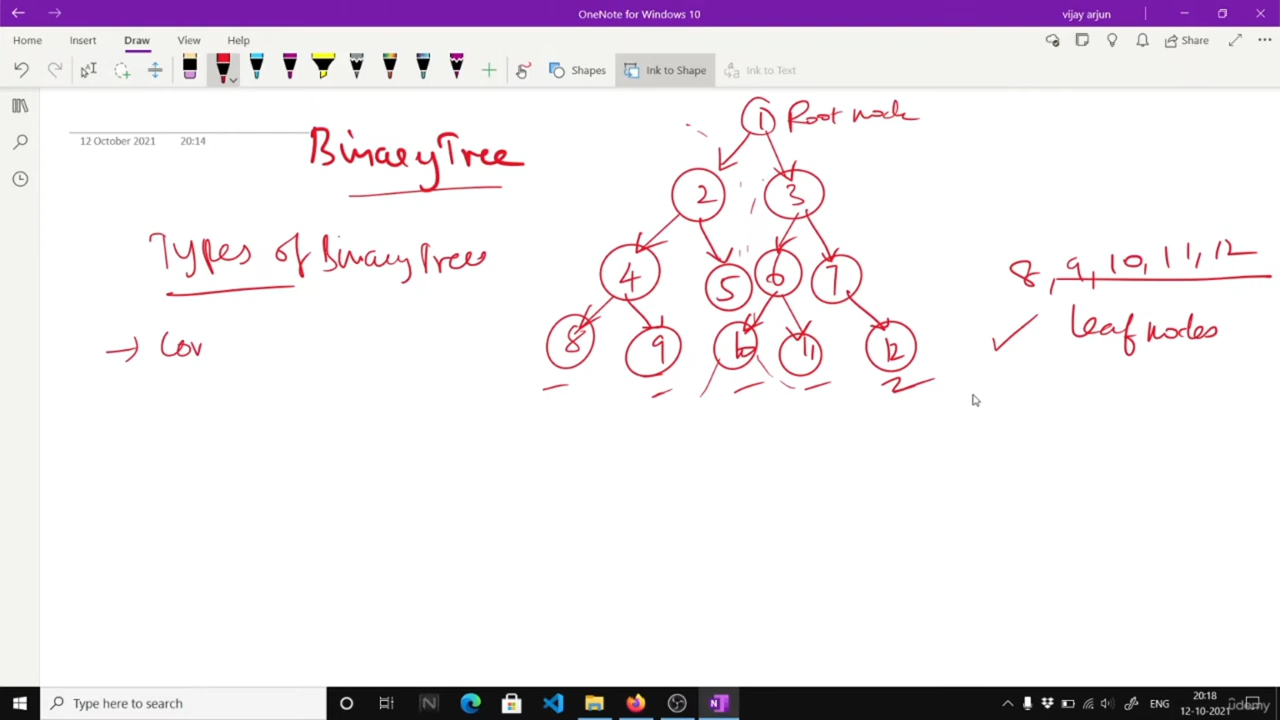 OneNote for Windows 10
vijay arjun
Home Insert Draw View Help
Share
Shapes
Ink to Shape
Ink to Text
12 October 2021 20:14
BinaryTree
Types of BinaryTrees
→ Cov
1 Root node
2 3
4 5 6 7
8 9 10 11 12
8, 9, 10, 11, 12
leaf nodes
Type here to search
ENG
20:18
12-10-2021
udemy